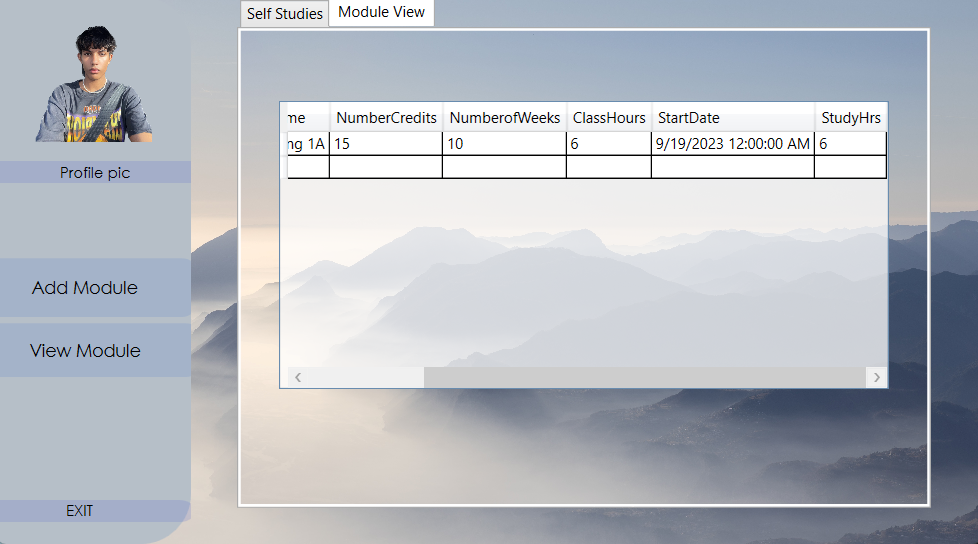 Self Studies Module View
me NumberCredits NumberofWeeks ClassHours StartDate StudyHrs
ng 1A 15 10 6 9/19/2023 12:00:00 AM 6
Profile pic
Add Module
View Module
EXIT